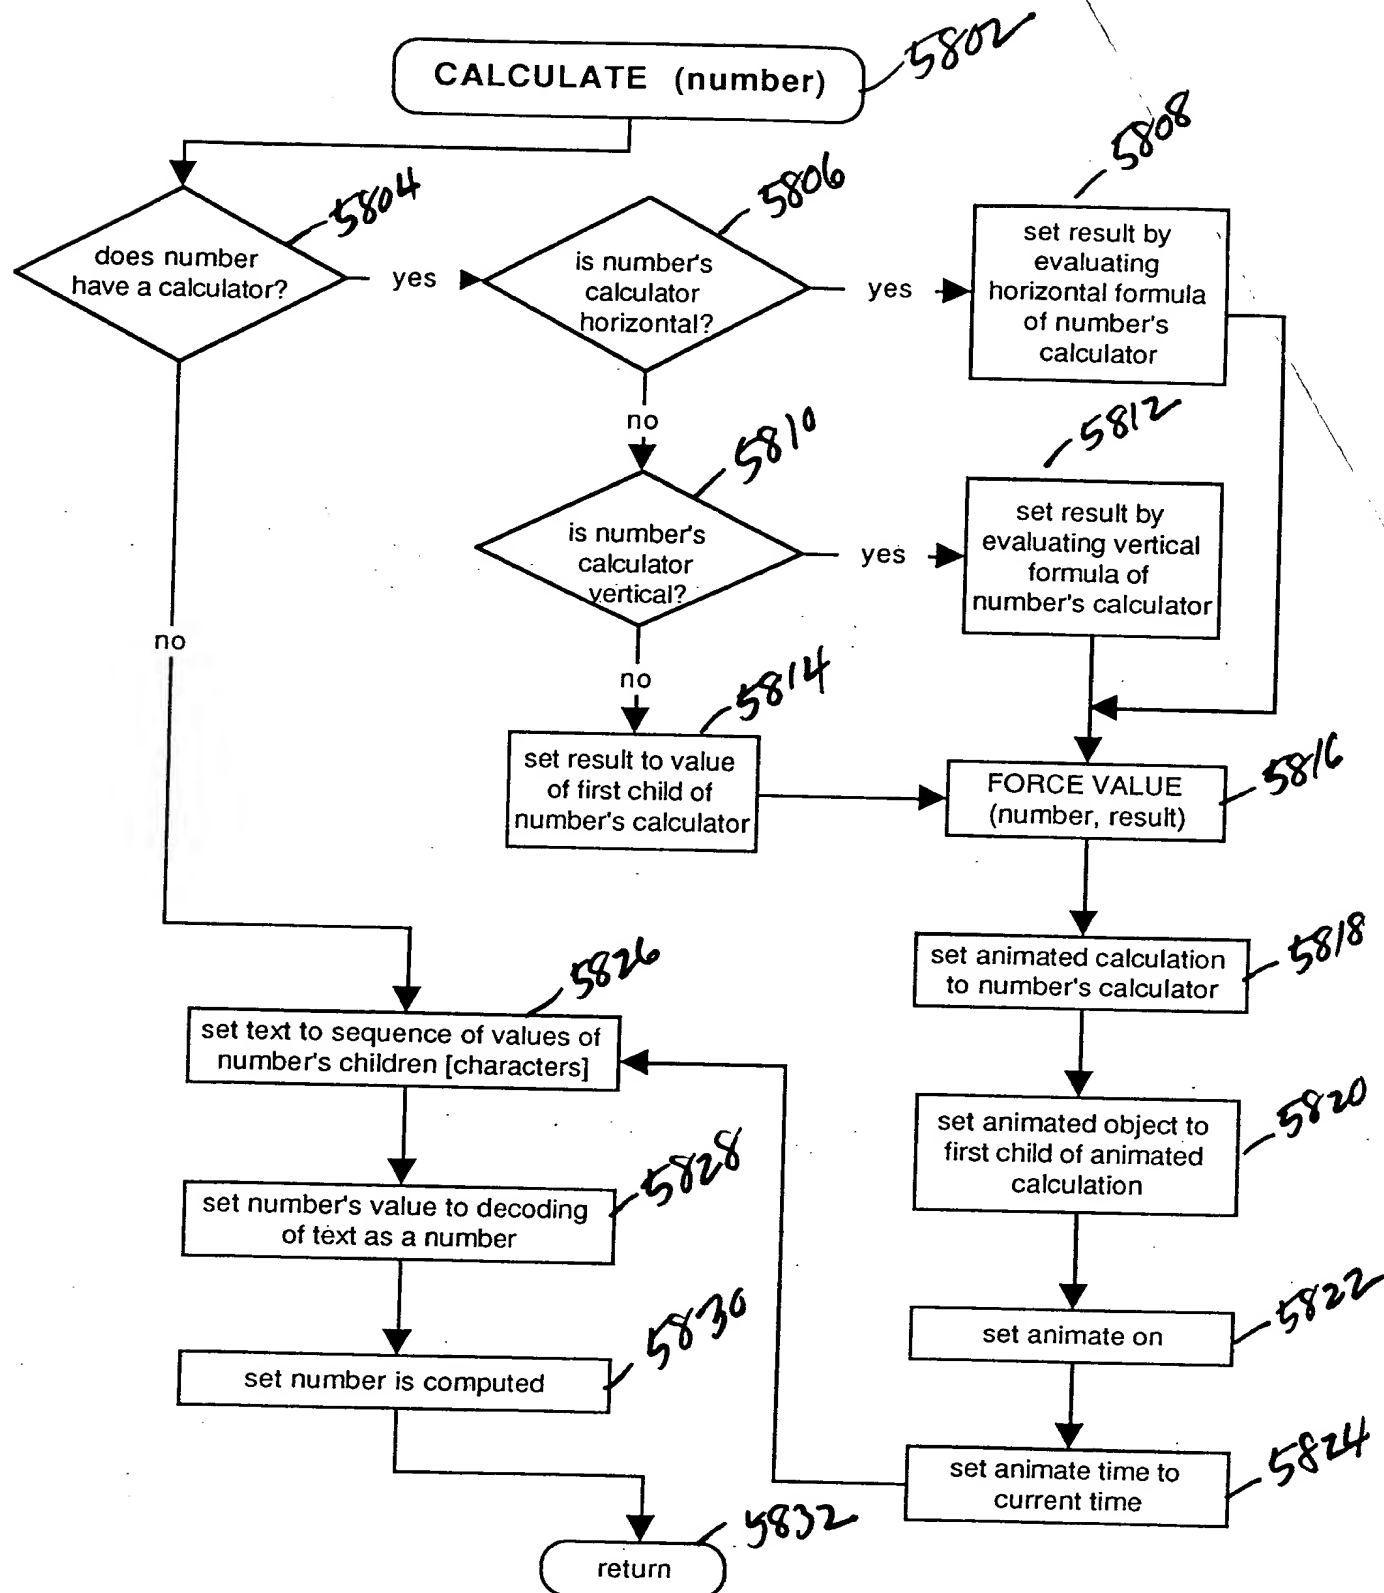 CALCULATE (number)
5802
5804
does number
have a calculator?
yes
5806
is number's
calculator
horizontal?
yes
5808
set result by
evaluating
horizontal formula
of number's
calculator
no
5810
is number's
calculator
vertical?
yes
5812
set result by
evaluating vertical
formula of
number's calculator
no
no
5814
set result to value
of first child of
number's calculator
5816
FORCE VALUE
(number, result)
5818
set animated calculation
to number's calculator
5820
set animated object to
first child of animated
calculation
5822
set animate on
5824
set animate time to
current time
5826
set text to sequence of values of
number's children [characters]
5828
set number's value to decoding
of text as a number
5830
set number is computed
5832
return